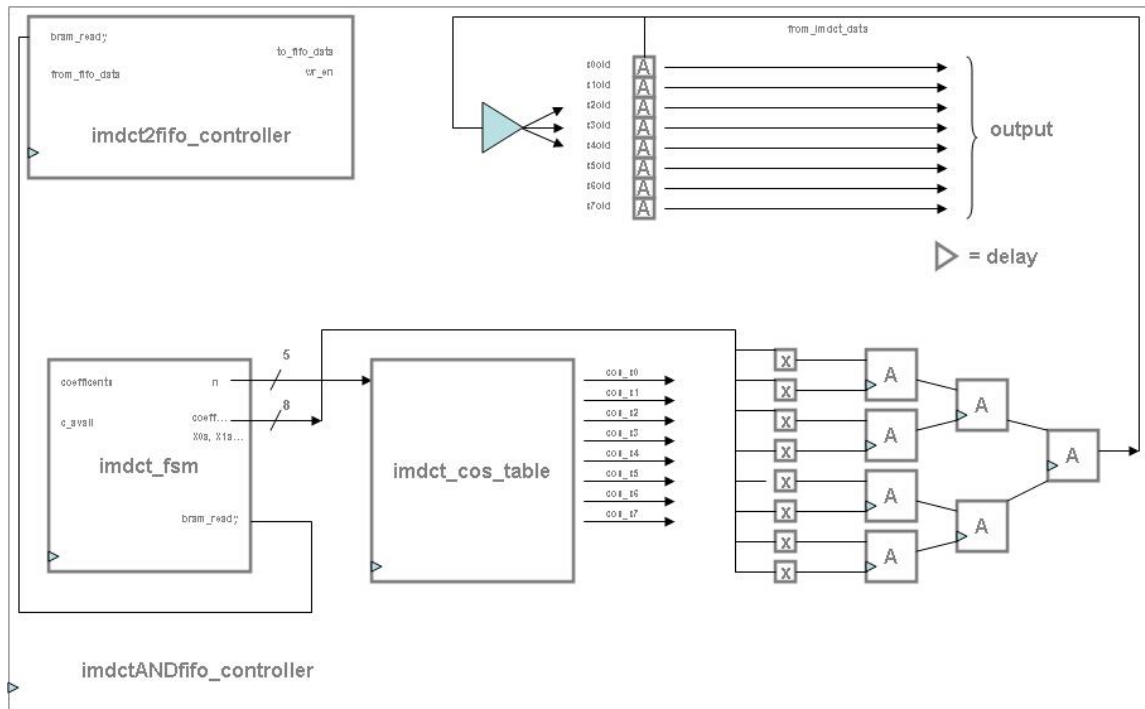 bram_ready
to_fifo_data
from_fifo_data
wr_en
imdct2fifo_controller
from_imdct_data
s0old A
s1old A
s2old A
s3old A
s4old A
s5old A
s6old A
s7old A
output
= delay
coefficents
n
5
c_avail
coeff...
8
X0s, X1s...
imdct_fsm
bram_ready
imdct_cos_table
cos_s0
cos_s1
cos_s2
cos_s3
cos_s4
cos_s5
cos_s6
cos_s7
x
x
x
x
x
x
x
x
A
A
A
A
A
A
A
imdctANDfifo_controller